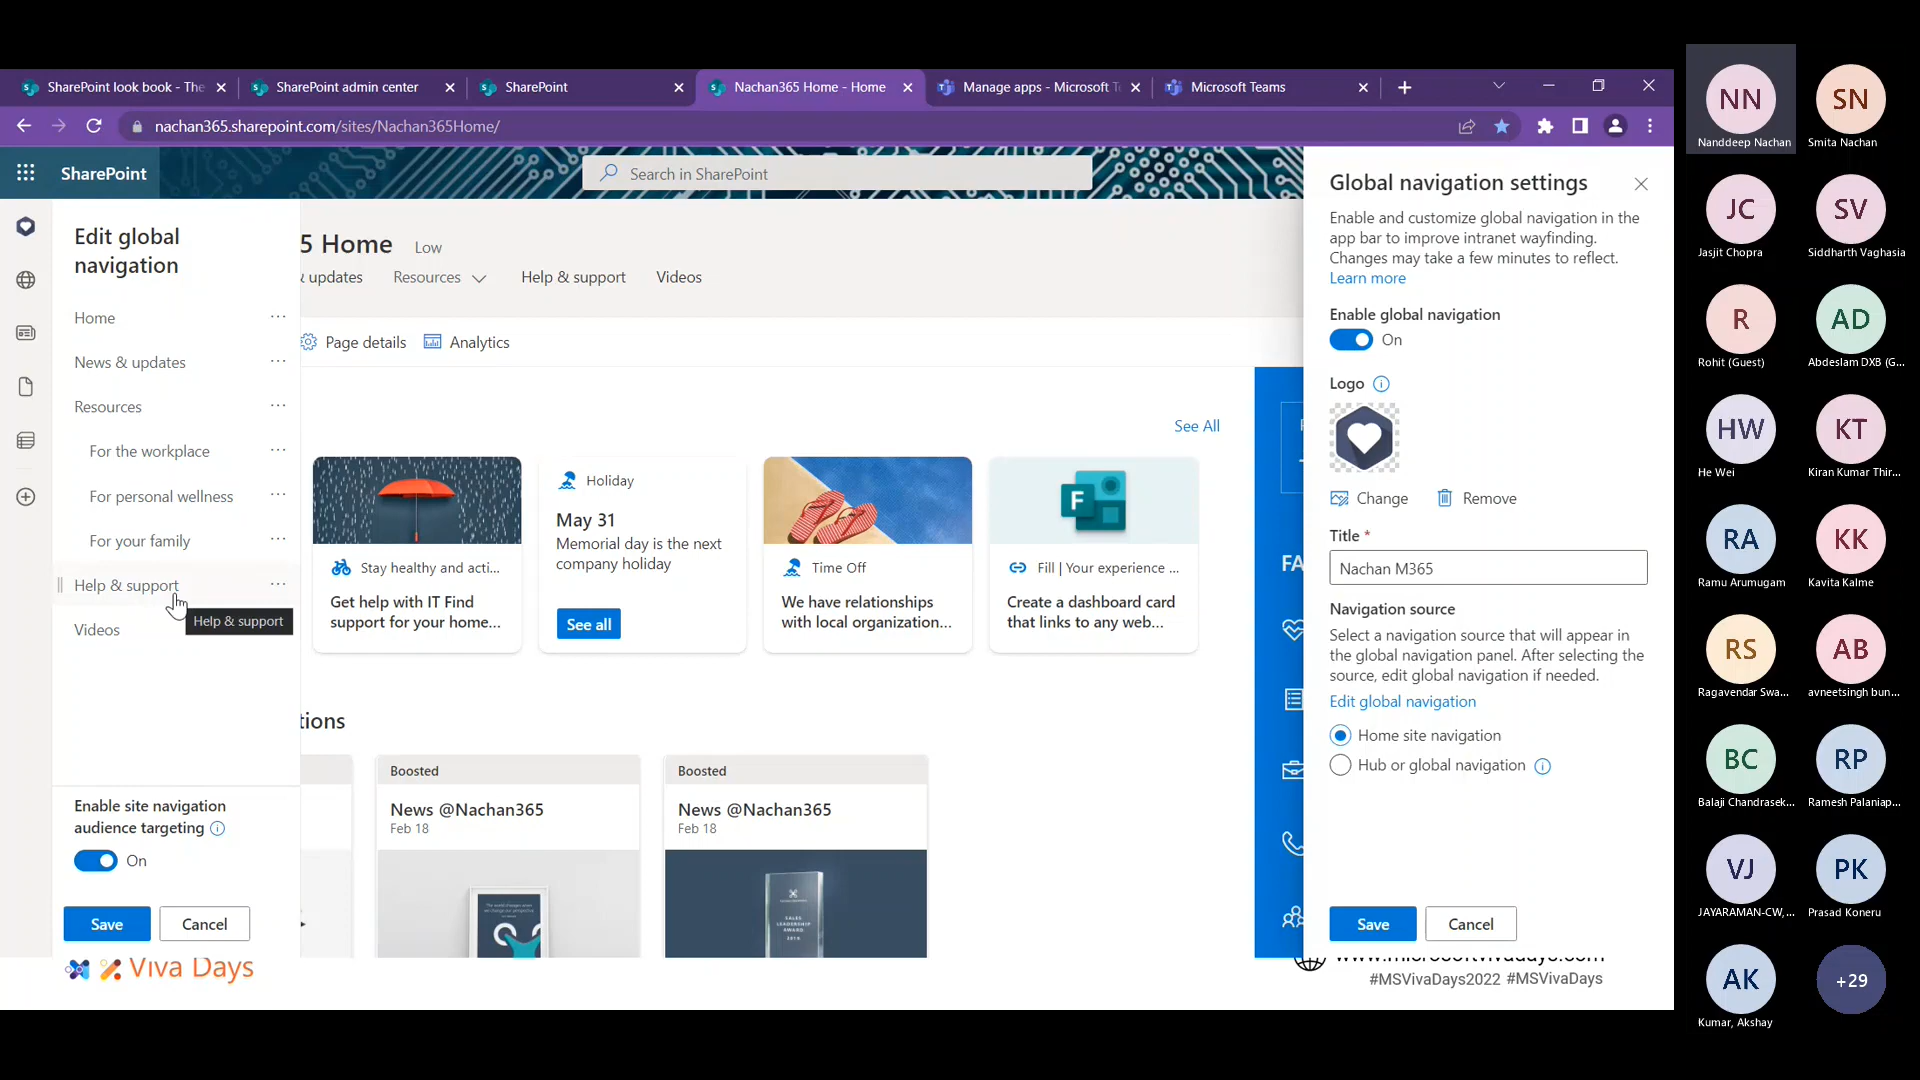 SharePoint look book - The
SharePoint admin center
SharePoint
Nachan365 Home - Home
Manage apps - Microsoft T
Microsoft Teams
nachan365.sharepoint.com/sites/Nachan365Home/
SharePoint
Search in SharePoint
Edit global
navigation
Home
News & updates
Resources
For the workplace
For personal wellness
For your family
Help & support
Help & support
Videos
Enable site navigation
audience targeting
On
Save
Cancel
5 Home
Low
& updates
Resources
Help & support
Videos
Page details
Analytics
See All
Stay healthy and acti...
Get help with IT Find
support for your home...
Holiday
May 31
Memorial day is the next
company holiday
See all
Time Off
We have relationships
with local organization...
F
Fill | Your experience ...
Create a dashboard card
that links to any web...
tions
Boosted
News @Nachan365
Feb 18
Boosted
News @Nachan365
Feb 18
SALES
LEADERSHIP
AWARD
FA
Global navigation settings
Enable and customize global navigation in the
app bar to improve intranet wayfinding.
Changes may take a few minutes to reflect.
Learn more
Enable global navigation
On
Logo
Change
Remove
Title *
Nachan M365
Navigation source
Select a navigation source that will appear in
the global navigation panel. After selecting the
source, edit global navigation if needed.
Edit global navigation
Home site navigation
Hub or global navigation
Save
Cancel
Viva Days
www.microsoftvivadays.com
#MSVivaDays2022 #MSVivaDays
NN
Nanddeep Nachan
SN
Smita Nachan
JC
Jasjit Chopra
SV
Siddharth Vaghasia
R
Rohit (Guest)
AD
Abdeslam DXB (G...
HW
He Wei
KT
Kiran Kumar Thir...
RA
Ramu Arumugam
KK
Kavita Kalme
RS
Ragavendar Swa...
AB
avneetsingh bun...
BC
Balaji Chandrasek...
RP
Ramesh Palaniap...
VJ
JAYARAMAN-CW,...
PK
Prasad Koneru
AK
Kumar, Akshay
+29